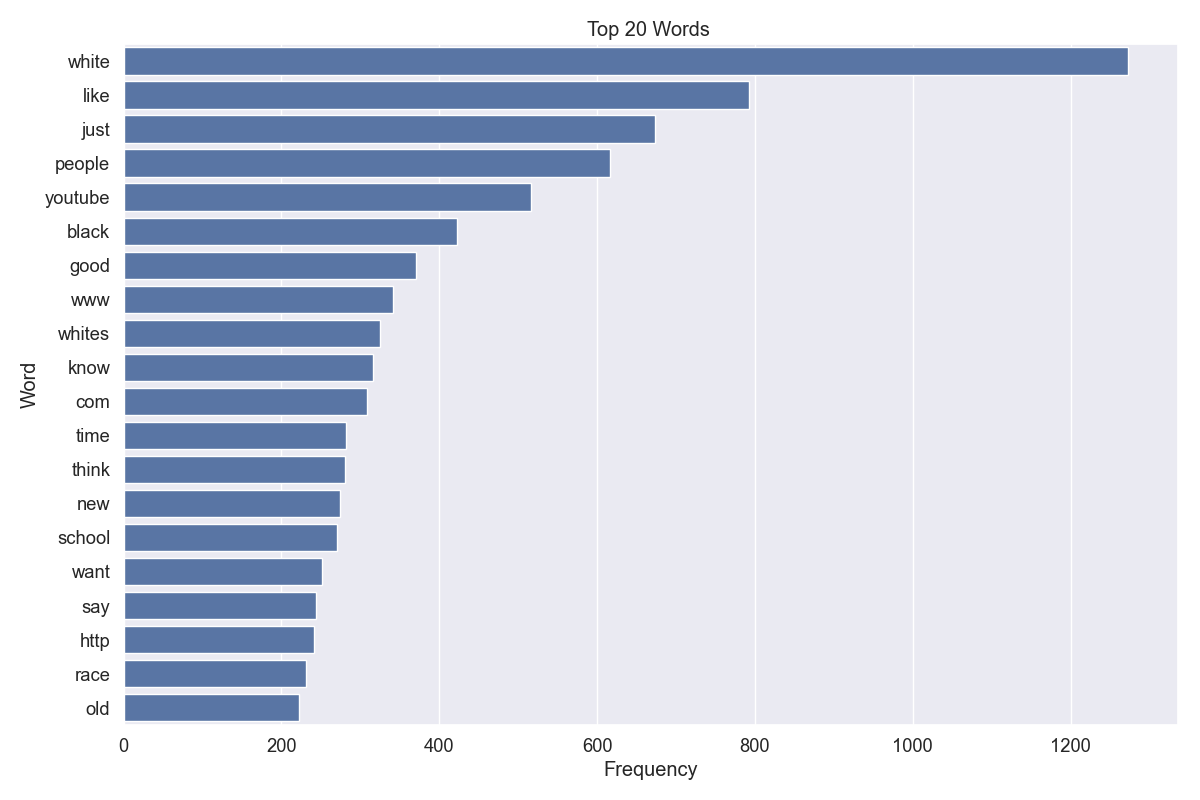 Top 20 Words
Word
white
like
just
people
youtube
black
good
www
whites
know
com
time
think
new
school
want
say
http
race
old
0 200 400 600 800 1000 1200
Frequency